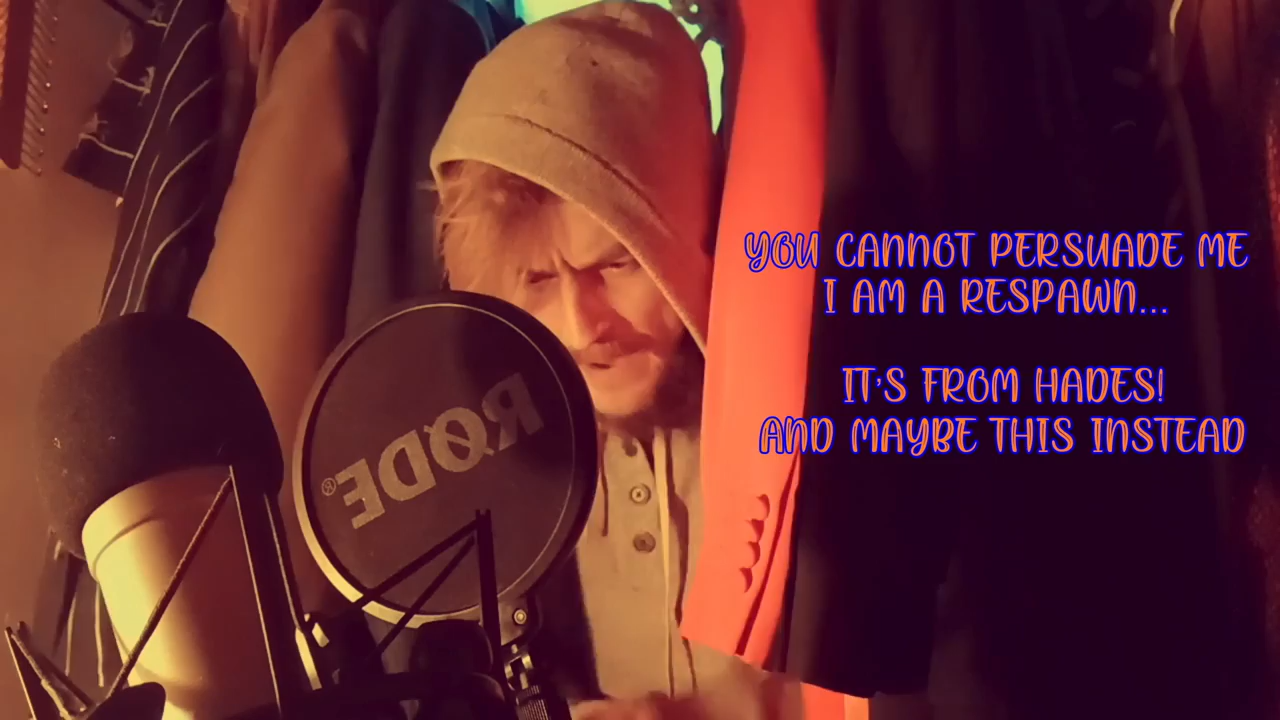 YOU CANNOT PERSUADE ME
I AM A RESPAWN...
IT'S FROM HADES!
AND MAYBE THIS INSTEAD
RØDE®